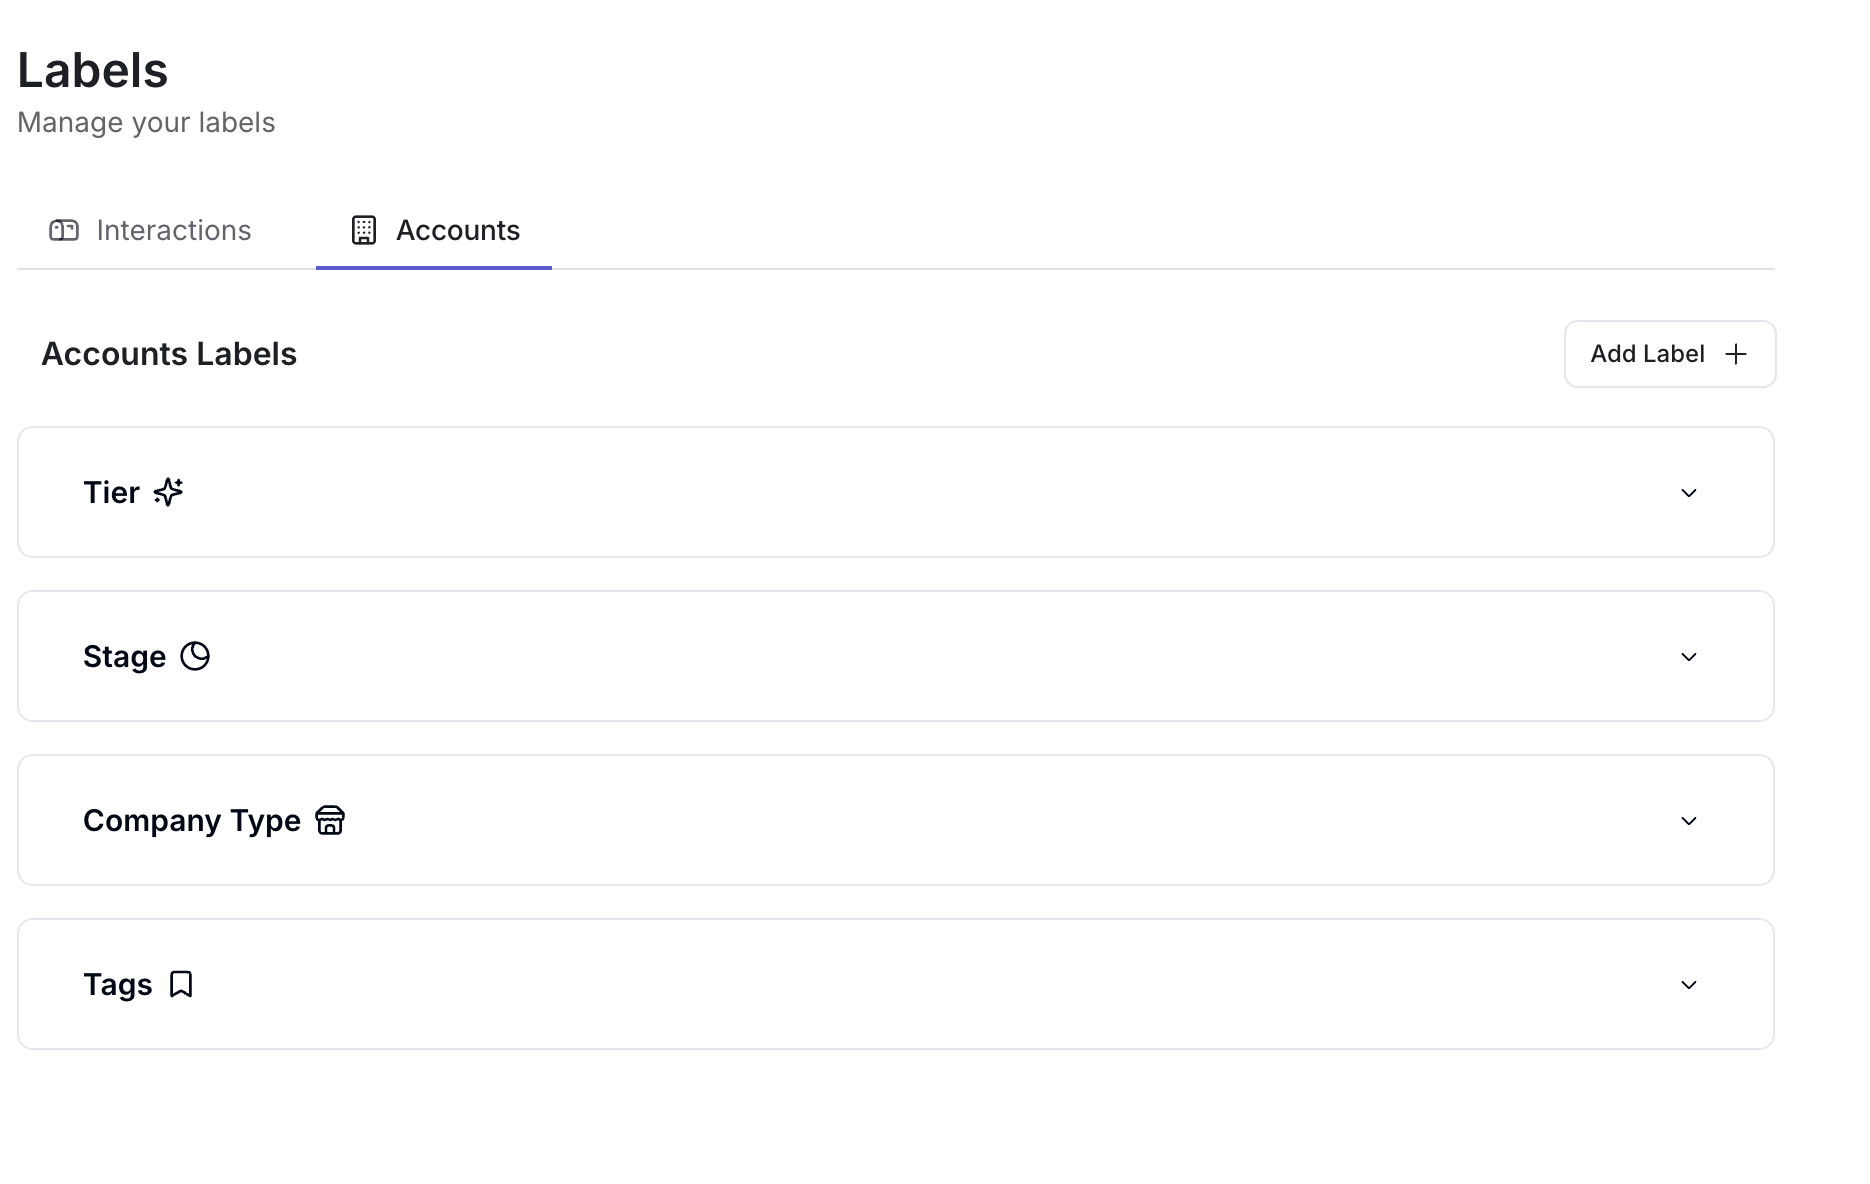 Labels
Manage your labels
Interactions
Accounts
Accounts Labels
Add Label
Tier
Stage
Company Type
Tags